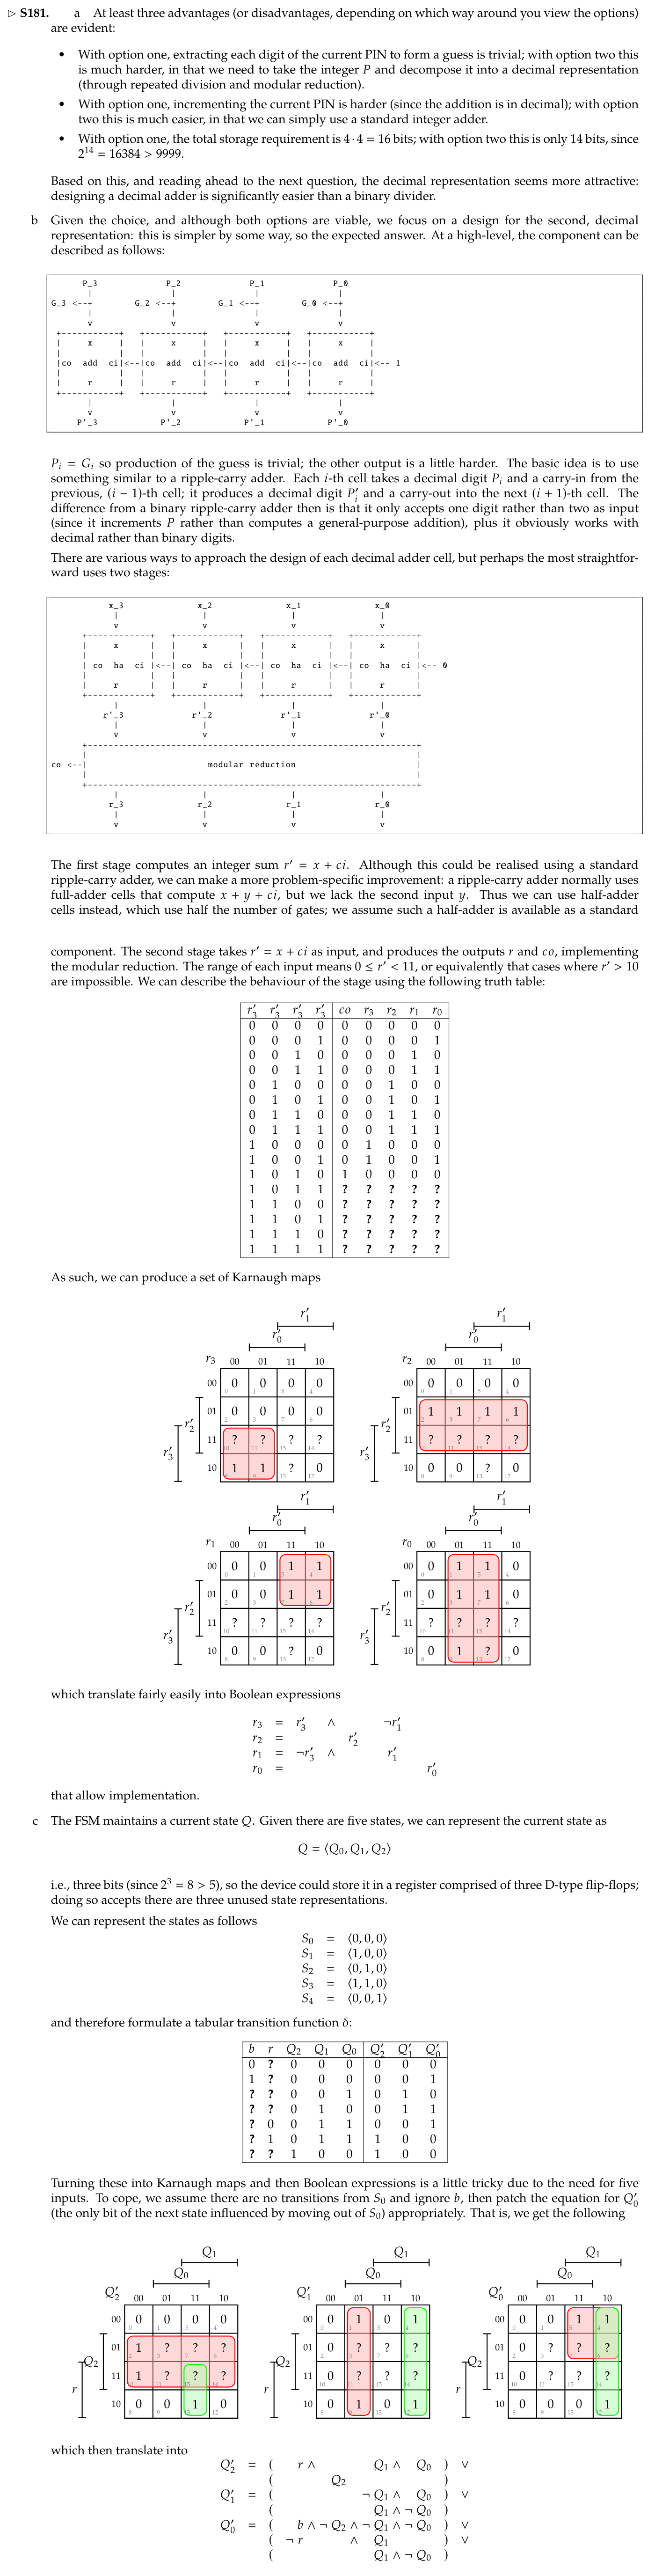 ▷ S181. a At least three advantages (or disadvantages, depending on which way around you view the options)
are evident:
• With option one, extracting each digit of the current PIN to form a guess is trivial; with option two this
is much harder, in that we need to take the integer P and decompose it into a decimal representation
(through repeated division and modular reduction).
• With option one, incrementing the current PIN is harder (since the addition is in decimal); with option
two this is much easier, in that we can simply use a standard integer adder.
• With option one, the total storage requirement is 4 · 4 = 16 bits; with option two this is only 14 bits, since
2^14 = 16384 > 9999.
Based on this, and reading ahead to the next question, the decimal representation seems more attractive:
designing a decimal adder is significantly easier than a binary divider.
b Given the choice, and although both options are viable, we focus on a design for the second, decimal
representation: this is simpler by some way, so the expected answer. At a high-level, the component can be
described as follows:
P_3 P_2 P_1 P_0
| | | |
G_3 <--+ G_2 <--+ G_1 <--+ G_0 <--+
| | | |
v v v v
+-----------+ +-----------+ +-----------+ +-----------+
| x | | x | | x | | x |
| | | | | | | |
|co add ci|<--|co add ci|<--|co add ci|<--|co add ci|<-- 1
| | | | | | | |
| r | | r | | r | | r |
+-----------+ +-----------+ +-----------+ +-----------+
| | | |
v v v v
P'_3 P'_2 P'_1 P'_0
P_i = G_i so production of the guess is trivial; the other output is a little harder. The basic idea is to use
something similar to a ripple-carry adder. Each i-th cell takes a decimal digit P_i and a carry-in from the
previous, (i − 1)-th cell; it produces a decimal digit P'_i and a carry-out into the next (i + 1)-th cell. The
difference from a binary ripple-carry adder then is that it only accepts one digit rather than two as input
(since it increments P rather than computes a general-purpose addition), plus it obviously works with
decimal rather than binary digits.
There are various ways to approach the design of each decimal adder cell, but perhaps the most straightfor-
ward uses two stages:
x_3 x_2 x_1 x_0
| | | |
v v v v
+------------+ +------------+ +------------+ +------------+
| x | | x | | x | | x |
| | | | | | | |
| co ha ci |<--| co ha ci |<--| co ha ci |<--| co ha ci |<-- 0
| | | | | | | |
| r | | r | | r | | r |
+------------+ +------------+ +------------+ +------------+
| | | |
r'_3 r'_2 r'_1 r'_0
| | | |
v v v v
+-------------------------------------------------------------+
| |
co <--| modular reduction |
| |
+-------------------------------------------------------------+
| | | |
r_3 r_2 r_1 r_0
| | | |
v v v v
The first stage computes an integer sum r' = x + ci. Although this could be realised using a standard
ripple-carry adder, we can make a more problem-specific improvement: a ripple-carry adder normally uses
full-adder cells that compute x + y + ci, but we lack the second input y. Thus we can use half-adder
cells instead, which use half the number of gates; we assume such a half-adder is available as a standard
component. The second stage takes r' = x + ci as input, and produces the outputs r and co, implementing
the modular reduction. The range of each input means 0 ≤ r' < 11, or equivalently that cases where r' > 10
are impossible. We can describe the behaviour of the stage using the following truth table:
r'_3 r'_3 r'_3 r'_3 co r_3 r_2 r_1 r_0
0 0 0 0 0 0 0 0 0
0 0 0 1 0 0 0 0 1
0 0 1 0 0 0 0 1 0
0 0 1 1 0 0 0 1 1
0 1 0 0 0 0 1 0 0
0 1 0 1 0 0 1 0 1
0 1 1 0 0 0 1 1 0
0 1 1 1 0 0 1 1 1
1 0 0 0 0 1 0 0 0
1 0 0 1 0 1 0 0 1
1 0 1 0 1 0 0 0 0
1 0 1 1 ? ? ? ? ?
1 1 0 0 ? ? ? ? ?
1 1 0 1 ? ? ? ? ?
1 1 1 0 ? ? ? ? ?
1 1 1 1 ? ? ? ? ?
As such, we can produce a set of Karnaugh maps
r'_1 r'_1
r'_0 r'_0
r_3 00 01 11 10 r_2 00 01 11 10
00 0 0 0 0 00 0 0 0 0
01 0 0 0 0 01 1 1 1 1
r'_2 11 ? ? ? ? r'_2 11 ? ? ? ?
r'_3 10 1 1 ? 0 r'_3 10 0 0 ? 0
r'_1 r'_1
r'_0 r'_0
r_1 00 01 11 10 r_0 00 01 11 10
00 0 0 1 1 00 0 1 1 0
01 0 0 1 1 01 0 1 1 0
r'_2 11 ? ? ? ? r'_2 11 ? ? ? ?
r'_3 10 0 0 ? 0 r'_3 10 0 1 ? 0
which translate fairly easily into Boolean expressions
r_3 = r'_3 ∧ ¬r'_1
r_2 = r'_2
r_1 = ¬r'_3 ∧ r'_1
r_0 = r'_0
that allow implementation.
c The FSM maintains a current state Q. Given there are five states, we can represent the current state as
Q = ⟨Q_0, Q_1, Q_2⟩
i.e., three bits (since 2^3 = 8 > 5), so the device could store it in a register comprised of three D-type flip-flops;
doing so accepts there are three unused state representations.
We can represent the states as follows
S_0 = ⟨0, 0, 0⟩
S_1 = ⟨1, 0, 0⟩
S_2 = ⟨0, 1, 0⟩
S_3 = ⟨1, 1, 0⟩
S_4 = ⟨0, 0, 1⟩
and therefore formulate a tabular transition function δ:
b r Q_2 Q_1 Q_0 Q'_2 Q'_1 Q'_0
0 ? 0 0 0 0 0 0
1 ? 0 0 0 0 0 1
? ? 0 0 1 0 1 0
? ? 0 1 0 0 1 1
? 0 0 1 1 0 0 1
? 1 0 1 1 1 0 0
? ? 1 0 0 1 0 0
Turning these into Karnaugh maps and then Boolean expressions is a little tricky due to the need for five
inputs. To cope, we assume there are no transitions from S_0 and ignore b, then patch the equation for Q'_0
(the only bit of the next state influenced by moving out of S_0) appropriately. That is, we get the following
Q_1 Q_1 Q_1
Q_0 Q_0 Q_0
Q'_2 00 01 11 10 Q'_1 00 01 11 10 Q'_0 00 01 11 10
00 0 0 0 0 00 0 1 0 1 00 0 0 1 1
01 1 ? ? ? 01 0 ? ? ? 01 0 ? ? ?
Q_2 11 1 ? ? ? Q_2 11 0 ? ? ? Q_2 11 0 ? ? ?
r 10 0 0 1 0 r 10 0 1 0 1 r 10 0 0 0 1
which then translate into
Q'_2 = ( r ∧ Q_1 ∧ Q_0 ) ∨
( Q_2 )
Q'_1 = ( ¬ Q_1 ∧ Q_0 ) ∨
( Q_1 ∧ ¬ Q_0 )
Q'_0 = ( b ∧ ¬ Q_2 ∧ ¬ Q_1 ∧ ¬ Q_0 ) ∨
( ¬ r ∧ Q_1 ) ∨
( Q_1 ∧ ¬ Q_0 )